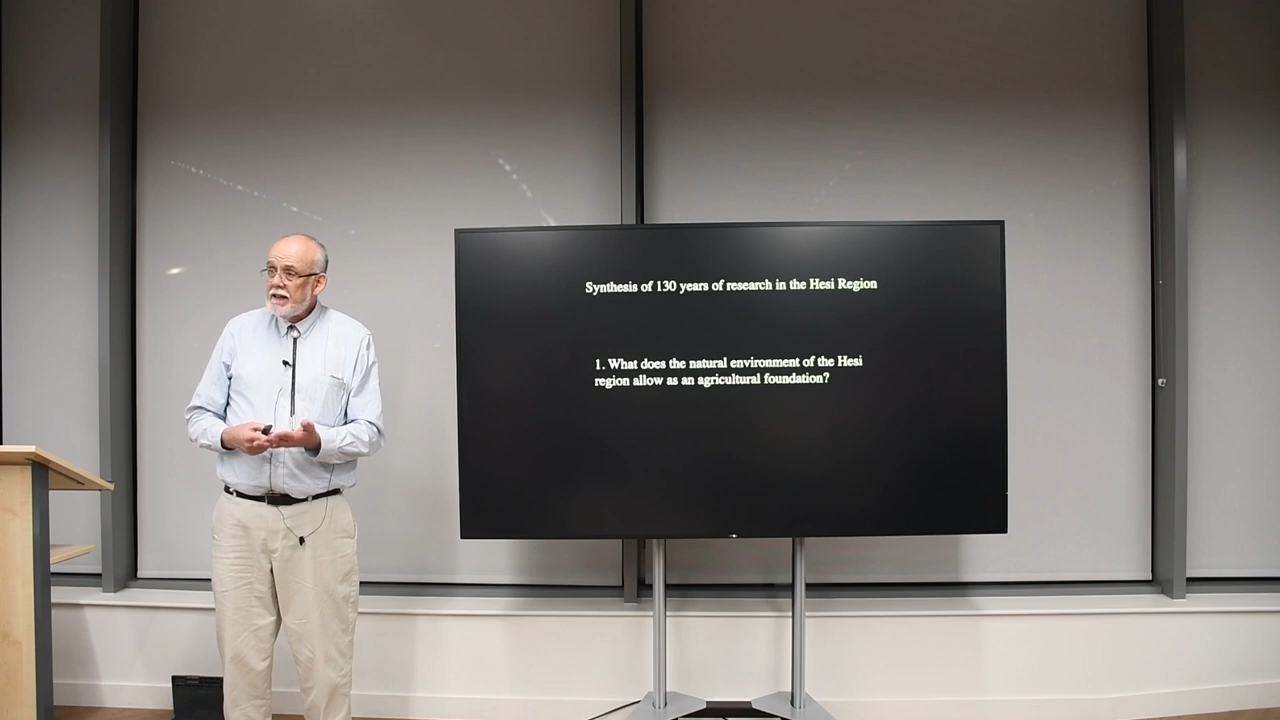 Synthesis of 130 years of research in the Hesi Region
1. What does the natural environment of the Hesi
region allow as an agricultural foundation?